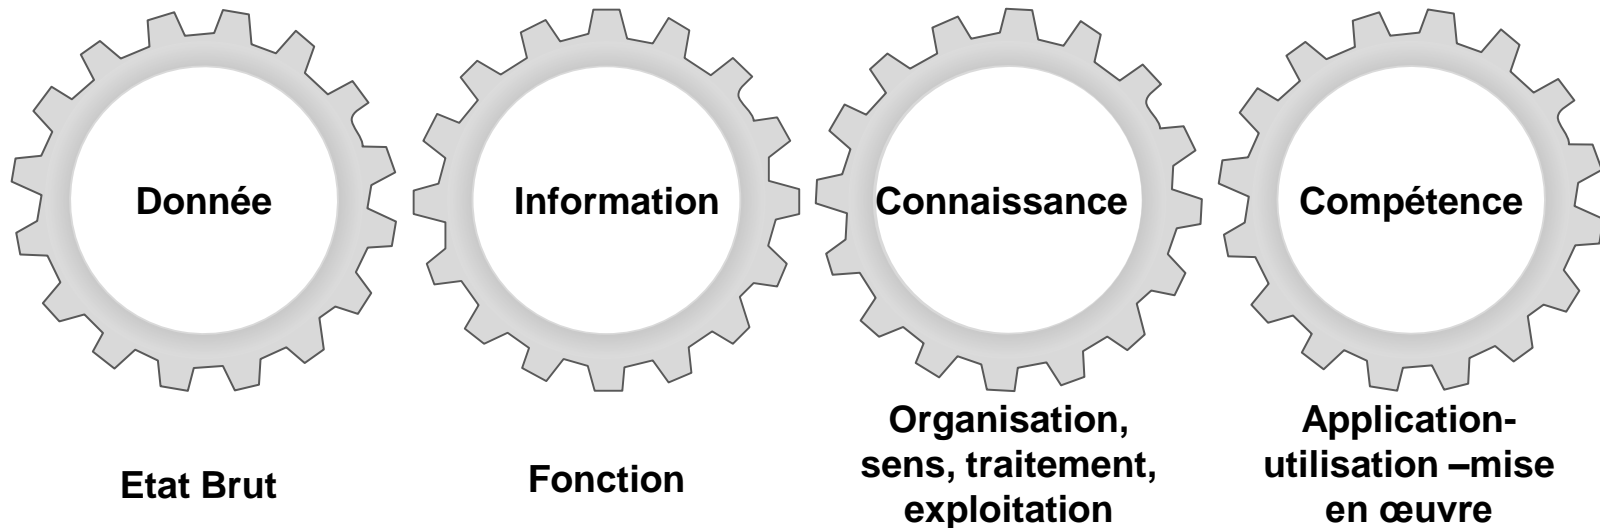 Donnée
Information
Connaissance
Compétence
Etat Brut
Fonction
Organisation,
sens, traitement,
exploitation
Application-
utilisation –mise
en œuvre